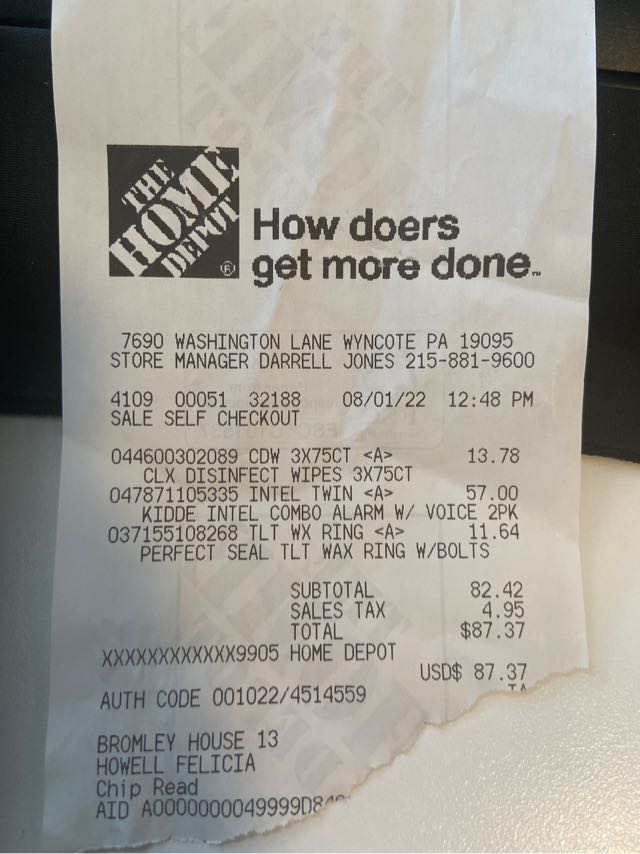 THE
HOME
DEPOT
®
How doers
get more done.™
7690 WASHINGTON LANE WYNCOTE PA 19095
STORE MANAGER DARRELL JONES 215-881-9600
4109 00051 32188 08/01/22 12:48 PM
SALE SELF CHECKOUT
044600302089 CDW 3X75CT <A> 13.78
CLX DISINFECT WIPES 3X75CT
047871105335 INTEL TWIN <A> 57.00
KIDDE INTEL COMBO ALARM W/ VOICE 2PK
037155108268 TLT WX RING <A> 11.64
PERFECT SEAL TLT WAX RING W/BOLTS
SUBTOTAL 82.42
SALES TAX 4.95
TOTAL $87.37
XXXXXXXXXXXX9905 HOME DEPOT
USD$ 87.37
TA
AUTH CODE 001022/4514559
BROMLEY HOUSE 13
HOWELL FELICIA
Chip Read
AID